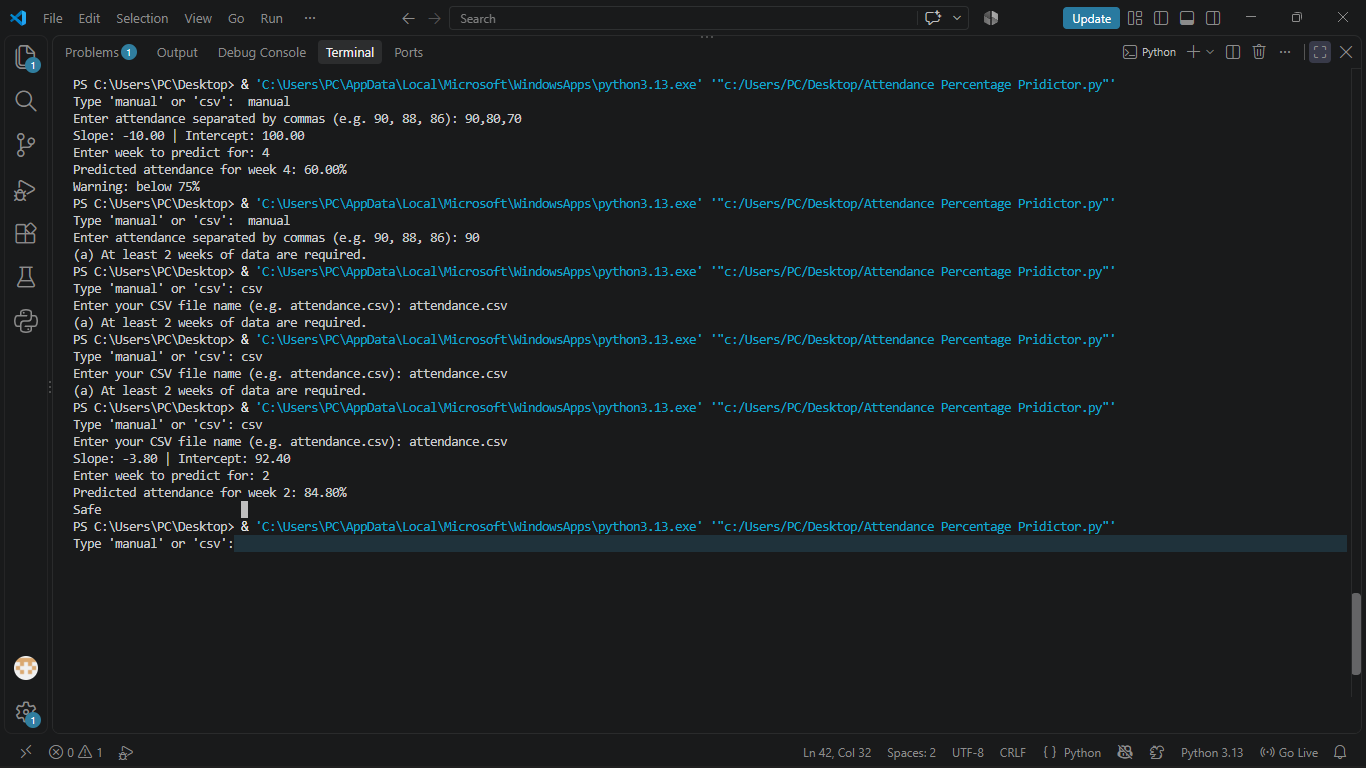 File Edit Selection View Go Run ··· Search Update
Problems 1 Output Debug Console Terminal Ports Python
1
PS C:\Users\PC\Desktop> & 'C:\Users\PC\AppData\Local\Microsoft\WindowsApps\python3.13.exe' '"c:/Users/PC/Desktop/Attendance Percentage Pridictor.py"'
Type 'manual' or 'csv':  manual
Enter attendance separated by commas (e.g. 90, 88, 86): 90,80,70
Slope: -10.00 | Intercept: 100.00
Enter week to predict for: 4
Predicted attendance for week 4: 60.00%
Warning: below 75%
PS C:\Users\PC\Desktop> & 'C:\Users\PC\AppData\Local\Microsoft\WindowsApps\python3.13.exe' '"c:/Users/PC/Desktop/Attendance Percentage Pridictor.py"'
Type 'manual' or 'csv':  manual
Enter attendance separated by commas (e.g. 90, 88, 86): 90
(a) At least 2 weeks of data are required.
PS C:\Users\PC\Desktop> & 'C:\Users\PC\AppData\Local\Microsoft\WindowsApps\python3.13.exe' '"c:/Users/PC/Desktop/Attendance Percentage Pridictor.py"'
Type 'manual' or 'csv': csv
Enter your CSV file name (e.g. attendance.csv): attendance.csv
(a) At least 2 weeks of data are required.
PS C:\Users\PC\Desktop> & 'C:\Users\PC\AppData\Local\Microsoft\WindowsApps\python3.13.exe' '"c:/Users/PC/Desktop/Attendance Percentage Pridictor.py"'
Type 'manual' or 'csv': csv
Enter your CSV file name (e.g. attendance.csv): attendance.csv
(a) At least 2 weeks of data are required.
PS C:\Users\PC\Desktop> & 'C:\Users\PC\AppData\Local\Microsoft\WindowsApps\python3.13.exe' '"c:/Users/PC/Desktop/Attendance Percentage Pridictor.py"'
Type 'manual' or 'csv': csv
Enter your CSV file name (e.g. attendance.csv): attendance.csv
Slope: -3.80 | Intercept: 92.40
Enter week to predict for: 2
Predicted attendance for week 2: 84.80%
Safe
PS C:\Users\PC\Desktop> & 'C:\Users\PC\AppData\Local\Microsoft\WindowsApps\python3.13.exe' '"c:/Users/PC/Desktop/Attendance Percentage Pridictor.py"'
Type 'manual' or 'csv':
1
0 1 Ln 42, Col 32 Spaces: 2 UTF-8 CRLF { } Python Python 3.13 Go Live